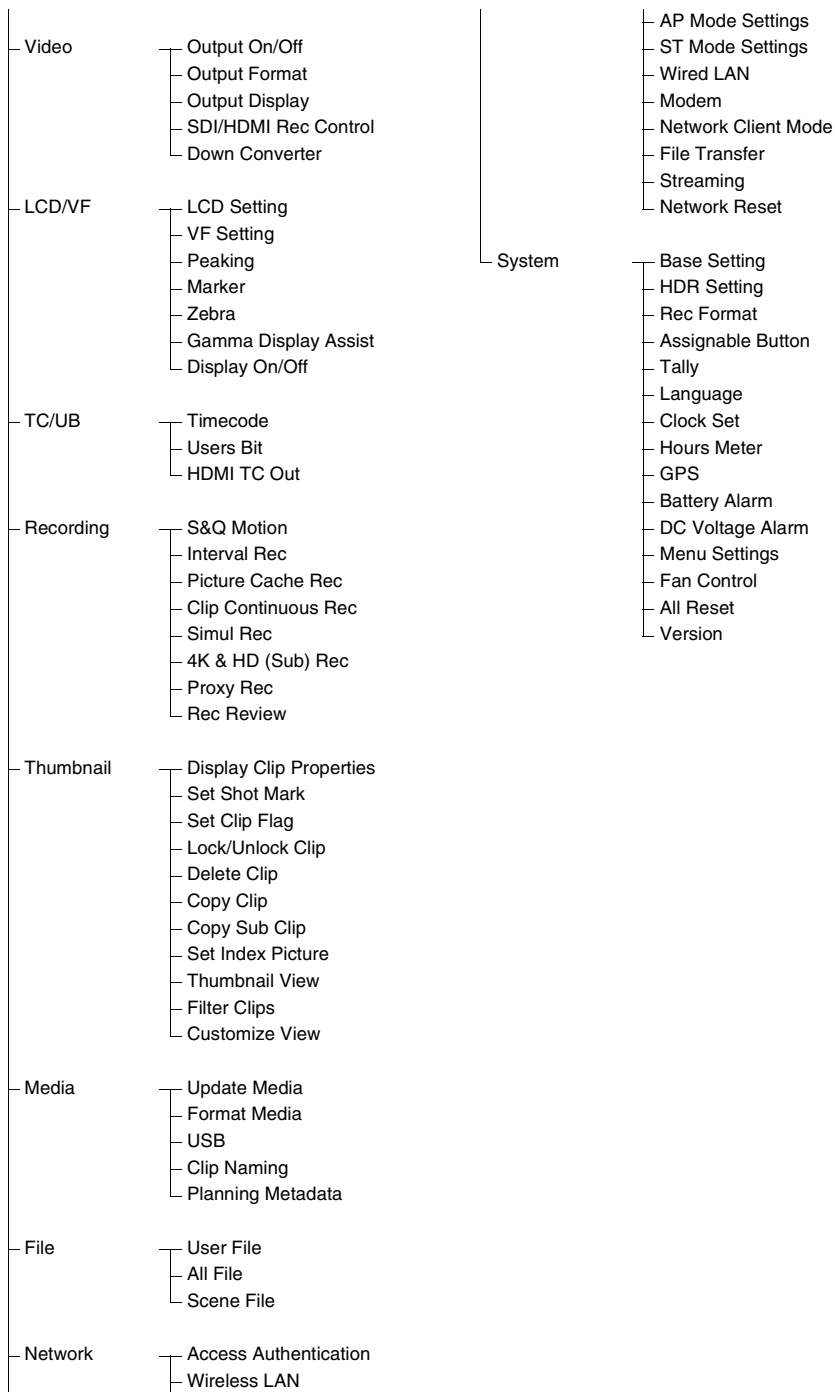 Video
Output On/Off
Output Format
Output Display
SDI/HDMI Rec Control
Down Converter
LCD/VF
LCD Setting
VF Setting
Peaking
Marker
Zebra
Gamma Display Assist
Display On/Off
TC/UB
Timecode
Users Bit
HDMI TC Out
Recording
S&Q Motion
Interval Rec
Picture Cache Rec
Clip Continuous Rec
Simul Rec
4K & HD (Sub) Rec
Proxy Rec
Rec Review
Thumbnail
Display Clip Properties
Set Shot Mark
Set Clip Flag
Lock/Unlock Clip
Delete Clip
Copy Clip
Copy Sub Clip
Set Index Picture
Thumbnail View
Filter Clips
Customize View
Media
Update Media
Format Media
USB
Clip Naming
Planning Metadata
File
User File
All File
Scene File
Network
Access Authentication
Wireless LAN
AP Mode Settings
ST Mode Settings
Wired LAN
Modem
Network Client Mode
File Transfer
Streaming
Network Reset
System
Base Setting
HDR Setting
Rec Format
Assignable Button
Tally
Language
Clock Set
Hours Meter
GPS
Battery Alarm
DC Voltage Alarm
Menu Settings
Fan Control
All Reset
Version